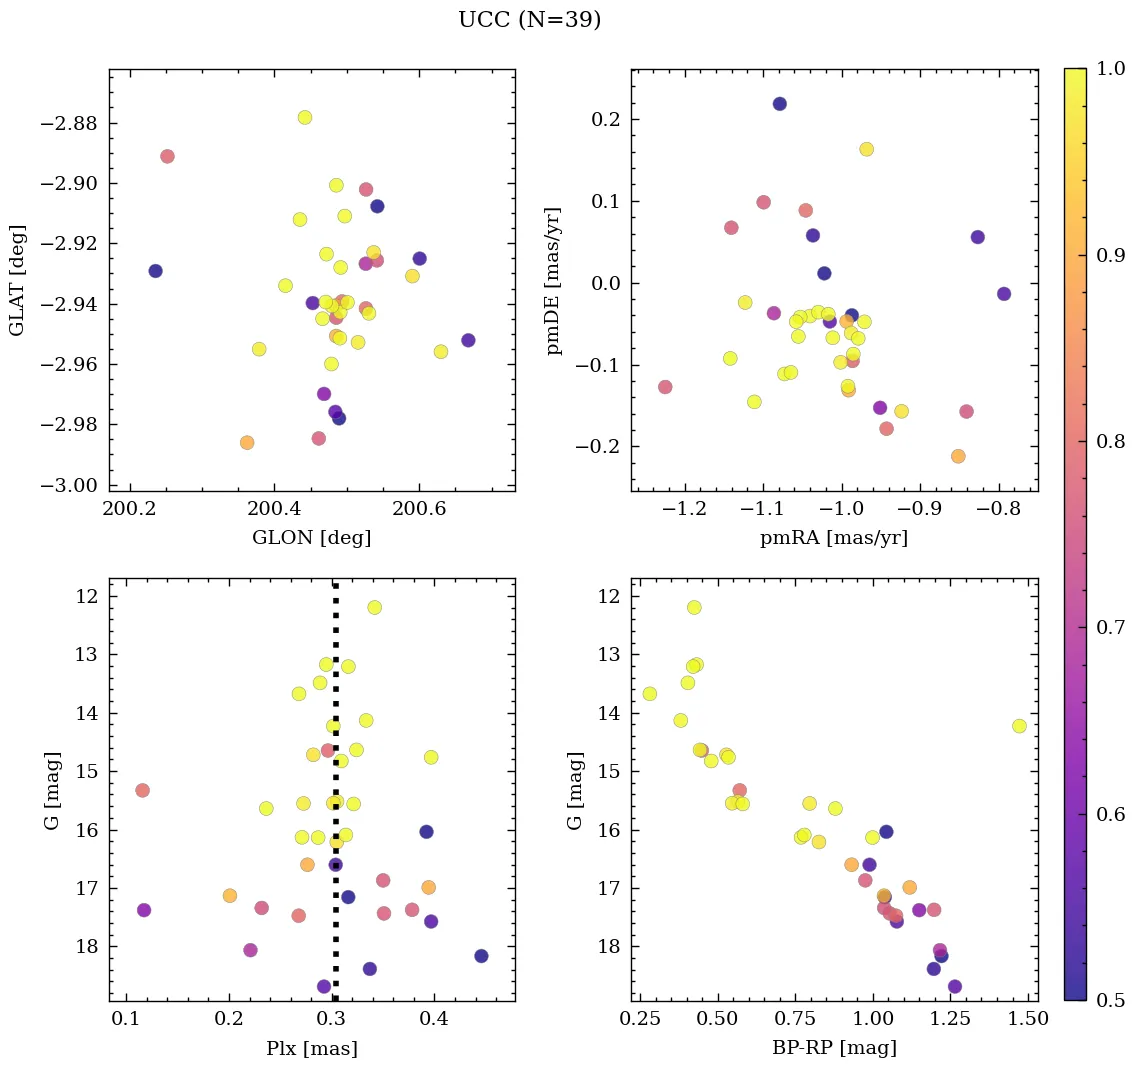 UCC (N=39)
−2.88
−2.90
−2.92
−2.94
−2.96
−2.98
−3.00
GLAT [deg]
200.2 200.4 200.6
GLON [deg]
0.2
0.1
0.0
−0.1
−0.2
pmDE [mas/yr]
−1.2 −1.1 −1.0 −0.9 −0.8
pmRA [mas/yr]
12
13
14
15
16
17
18
G [mag]
0.1 0.2 0.3 0.4
Plx [mas]
12
13
14
15
16
17
18
G [mag]
0.25 0.50 0.75 1.00 1.25 1.50
BP-RP [mag]
1.0
0.9
0.8
0.7
0.6
0.5